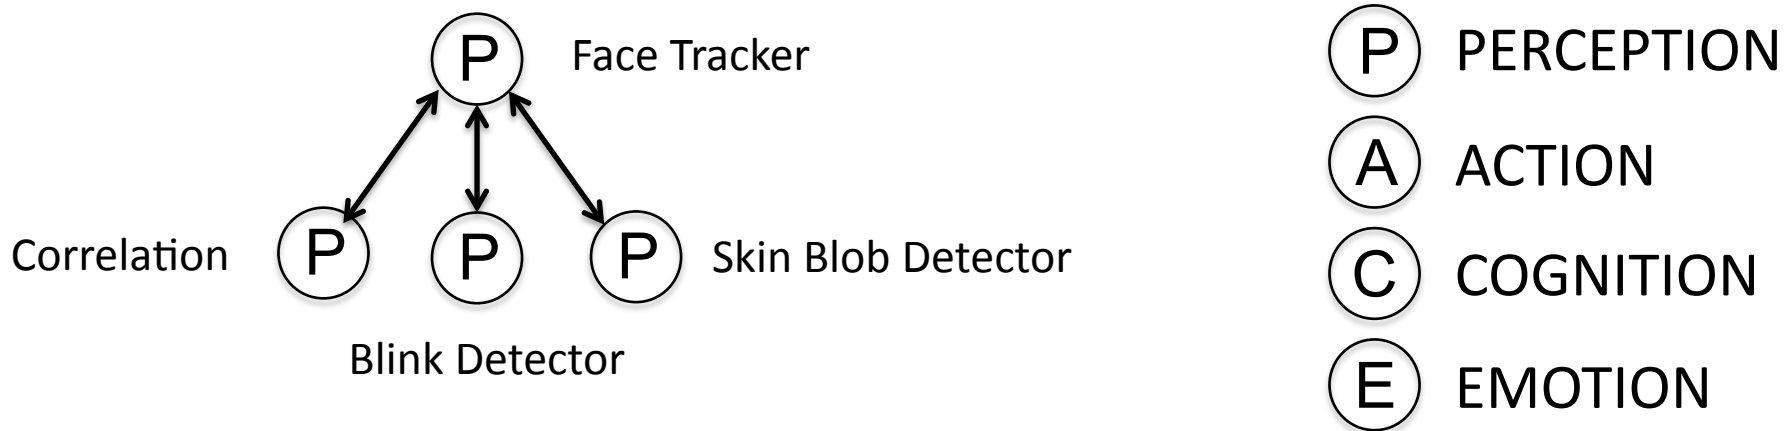 P Face Tracker
Correlation P P P Skin Blob Detector
Blink Detector
P PERCEPTION
A ACTION
C COGNITION
E EMOTION